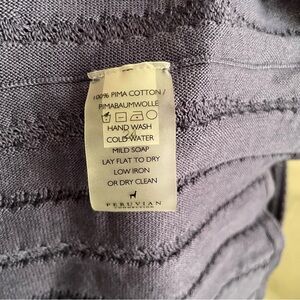 100% PIMA COTTON /
PIMABAUMWOLLE
HAND WASH
COLD WATER
MILD SOAP
LAY FLAT TO DRY
LOW IRON
OR DRY CLEAN
PERUVIAN
CONNECTION